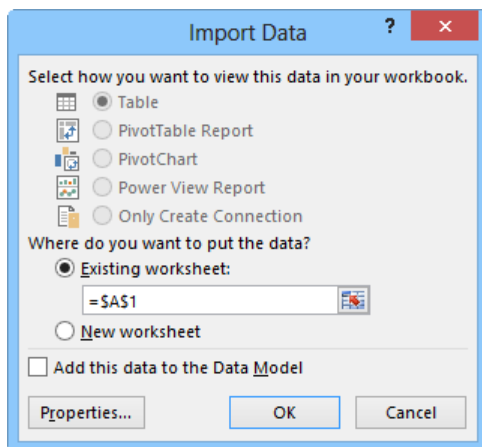 Import Data
?
Select how you want to view this data in your workbook.
Table
PivotTable Report
PivotChart
Power View Report
Only Create Connection
Where do you want to put the data?
Existing worksheet:
=$A$1
New worksheet
Add this data to the Data Model
Properties... OK Cancel